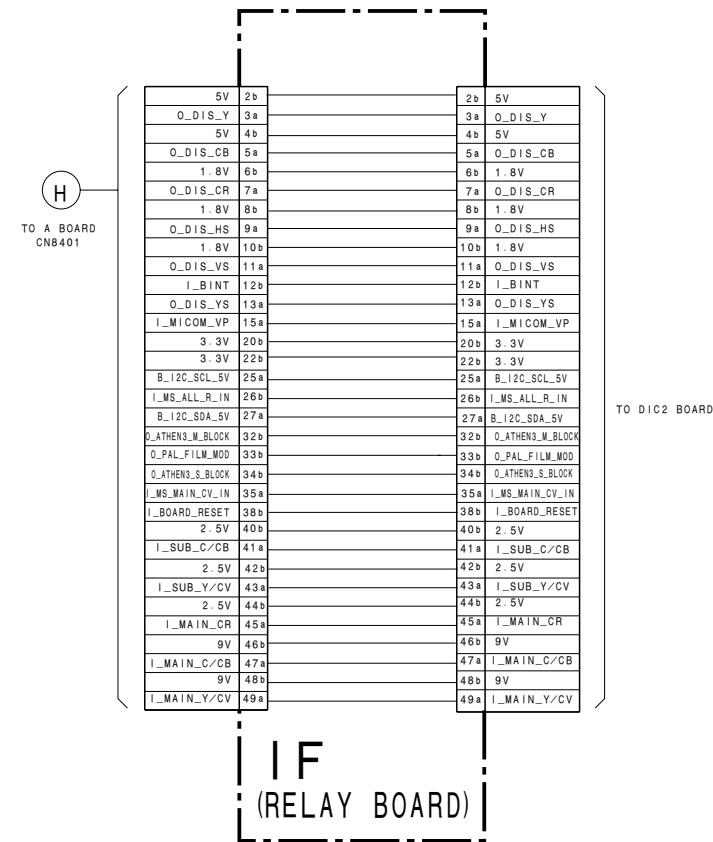 5V 2b 2b 5V
O_DIS_Y 3a 3a O_DIS_Y
5V 4b 4b 5V
O_DIS_CB 5a 5a O_DIS_CB
1.8V 6b 6b 1.8V
O_DIS_CR 7a 7a O_DIS_CR
1.8V 8b 8b 1.8V
O_DIS_HS 9a 9a O_DIS_HS
1.8V 10b 10b 1.8V
O_DIS_VS 11a 11a O_DIS_VS
I_BINT 12b 12b I_BINT
O_DIS_YS 13a 13a O_DIS_YS
I_MICOM_VP 15a 15a I_MICOM_VP
3.3V 20b 20b 3.3V
3.3V 22b 22b 3.3V
B_I2C_SCL_5V 25a 25a B_I2C_SCL_5V
I_MS_ALL_R_IN 26b 26b I_MS_ALL_R_IN
B_I2C_SDA_5V 27a 27a B_I2C_SDA_5V
O_ATHEN3_M_BLOCK 32b 32b O_ATHEN3_M_BLOCK
O_PAL_FILM_MOD 33b 33b O_PAL_FILM_MOD
O_ATHEN3_S_BLOCK 34b 34b O_ATHEN3_S_BLOCK
I_MS_MAIN_CV_IN 35a 35a I_MS_MAIN_CV_IN
I_BOARD_RESET 38b 38b I_BOARD_RESET
2.5V 40b 40b 2.5V
I_SUB_C/CB 41a 41a I_SUB_C/CB
2.5V 42b 42b 2.5V
I_SUB_Y/CV 43a 43a I_SUB_Y/CV
2.5V 44b 44b 2.5V
I_MAIN_CR 45a 45a I_MAIN_CR
9V 46b 46b 9V
I_MAIN_C/CB 47a 47a I_MAIN_C/CB
9V 48b 48b 9V
I_MAIN_Y/CV 49a 49a I_MAIN_Y/CV
H
TO A BOARD
CN8401
TO DIC2 BOARD
IF
(RELAY BOARD)